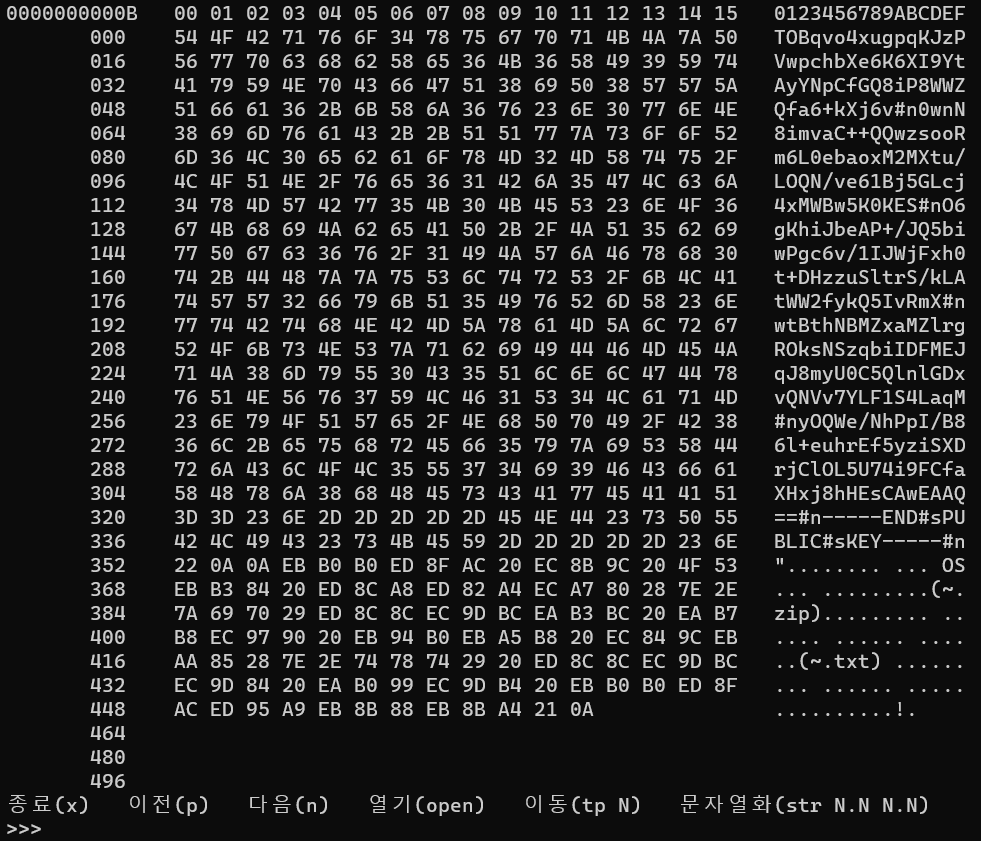 0000000000B 00 01 02 03 04 05 06 07 08 09 10 11 12 13 14 15 0123456789ABCDEF
000 54 4F 42 71 76 6F 34 78 75 67 70 71 4B 4A 7A 50 TOBqvo4xugpqKJzP
016 56 77 70 63 68 62 58 65 36 4B 36 58 49 39 59 74 VwpchbXe6K6XI9Yt
032 41 79 59 4E 70 43 66 47 51 38 69 50 38 57 57 5A AyYNpCfGQ8iP8WWZ
048 51 66 61 36 2B 6B 58 6A 36 76 23 6E 30 77 6E 4E Qfa6+kXj6v#n0wnN
064 38 69 6D 76 61 43 2B 2B 51 51 77 7A 73 6F 6F 52 8imvaC++QQwzsooR
080 6D 36 4C 30 65 62 61 6F 78 4D 32 4D 58 74 75 2F m6L0ebaoxM2MXtu/
096 4C 4F 51 4E 2F 76 65 36 31 42 6A 35 47 4C 63 6A LOQN/ve61Bj5GLcj
112 34 78 4D 57 42 77 35 4B 30 4B 45 53 23 6E 4F 36 4xMWBw5K0KES#nO6
128 67 4B 68 69 4A 62 65 41 50 2B 2F 4A 51 35 62 69 gKhiJbeAP+/JQ5bi
144 77 50 67 63 36 76 2F 31 49 4A 57 6A 46 78 68 30 wPgc6v/1IJWjFxh0
160 74 2B 44 48 7A 7A 75 53 6C 74 72 53 2F 6B 4C 41 t+DHzzuSltrS/kLA
176 74 57 57 32 66 79 6B 51 35 49 76 52 6D 58 23 6E tWW2fykQ5IvRmX#n
192 77 74 42 74 68 4E 42 4D 5A 78 61 4D 5A 6C 72 67 wtBthNBMZxaMZlrg
208 52 4F 6B 73 4E 53 7A 71 62 69 49 44 46 4D 45 4A ROksNSzqbiIDFMEJ
224 71 4A 38 6D 79 55 30 43 35 51 6C 6E 6C 47 44 78 qJ8myU0C5QlnlGDx
240 76 51 4E 56 76 37 59 4C 46 31 53 34 4C 61 71 4D vQNVv7YLF1S4LaqM
256 23 6E 79 4F 51 57 65 2F 4E 68 50 70 49 2F 42 38 #nyOQWe/NhPpI/B8
272 36 6C 2B 65 75 68 72 45 66 35 79 7A 69 53 58 44 6l+euhrEf5yziSXD
288 72 6A 43 6C 4F 4C 35 55 37 34 69 39 46 43 66 61 rjClOL5U74i9FCfa
304 58 48 78 6A 38 68 48 45 73 43 41 77 45 41 41 51 XHxj8hHEsCAwEAAQ
320 3D 3D 23 6E 2D 2D 2D 2D 2D 45 4E 44 23 73 50 55 ==#n-----END#sPU
336 42 4C 49 43 23 73 4B 45 59 2D 2D 2D 2D 2D 23 6E BLIC#sKEY-----#n
352 22 0A 0A EB B0 B0 ED 8F AC 20 EC 8B 9C 20 4F 53 "........ ... OS
368 EB B3 84 20 ED 8C A8 ED 82 A4 EC A7 80 28 7E 2E ... .........(~.
384 7A 69 70 29 ED 8C 8C EC 9D BC EA B3 BC 20 EA B7 zip)......... ..
400 B8 EC 97 90 20 EB 94 B0 EB A5 B8 20 EC 84 9C EB .... ...... ....
416 AA 85 28 7E 2E 74 78 74 29 20 ED 8C 8C EC 9D BC ..(~.txt) ......
432 EC 9D 84 20 EA B0 99 EC 9D B4 20 EB B0 B0 ED 8F ... ...... .....
448 AC ED 95 A9 EB 8B 88 EB 8B A4 21 0A ..........!.
464
480
496
종료(x) 이전(p) 다음(n) 열기(open) 이동(tp N) 문자열화(str N.N N.N)
>>>